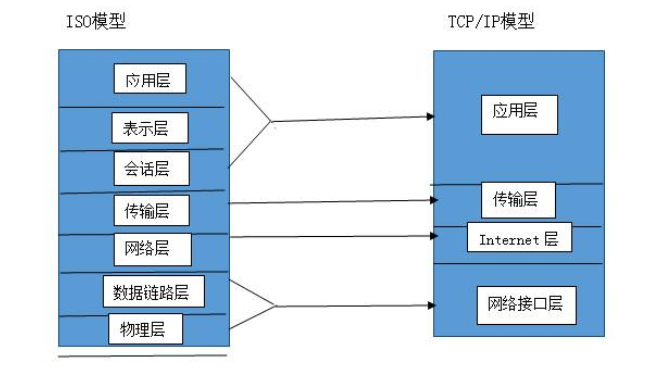 ISO模型
应用层
表示层
会话层
传输层
网络层
数据链路层
物理层
TCP/IP模型
应用层
传输层
Internet 层
网络接口层